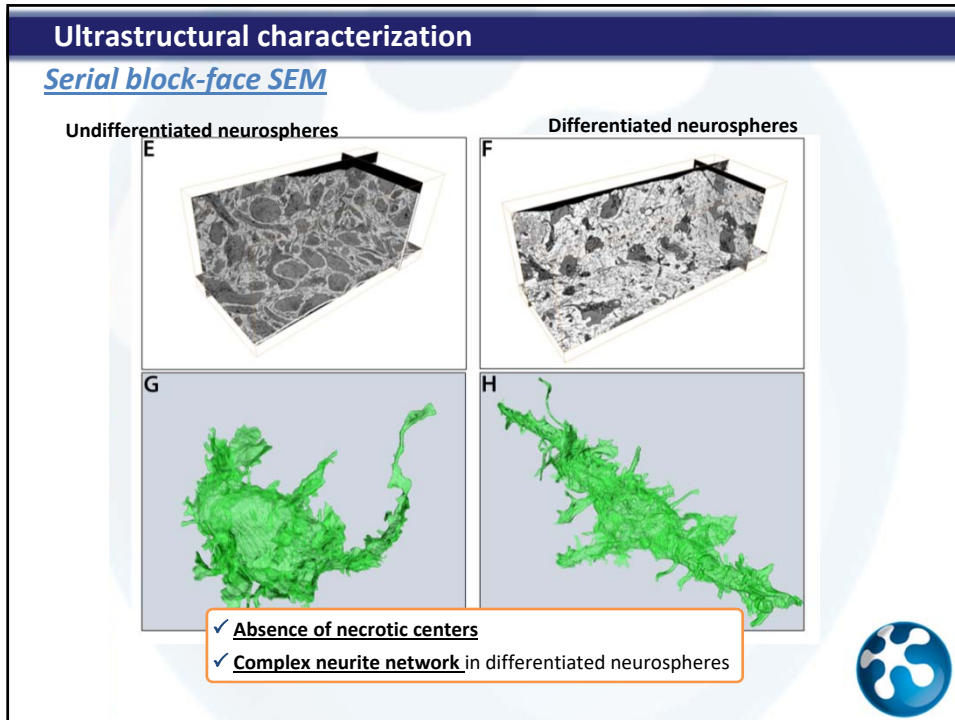 Ultrastructural characterization
Serial block-face SEM
Undifferentiated neurospheres
Differentiated neurospheres
E
F
G
H
✓ Absence of necrotic centers
✓ Complex neurite network in differentiated neurospheres